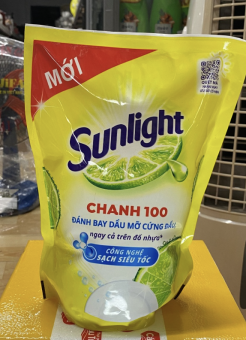 MỚI
Sunlight
CHANH 100
ĐÁNH BAY DẦU MỠ CỨNG ĐẦU
ngay cả trên đồ nhựa*
CÔNG NGHỆ
SẠCH SIÊU TỐC